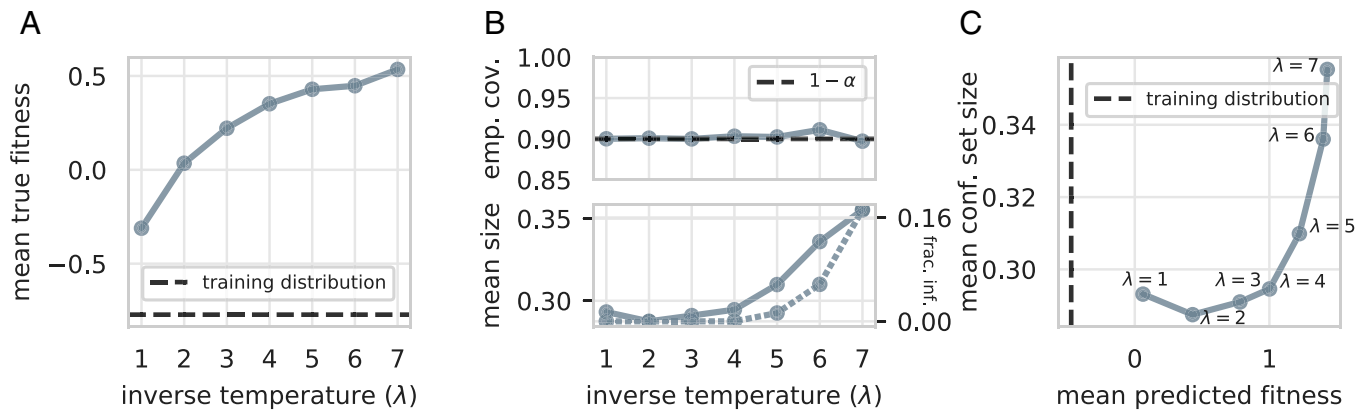 A
mean true fitness
0.5
0.0
−0.5
training distribution
1 2 3 4 5 6 7
inverse temperature (λ)
B
emp. cov.
1.00
0.95
0.90
0.85
1 − α
mean size
0.35
0.30
0.16
0.00
frac. inf.
1 2 3 4 5 6 7
inverse temperature (λ)
C
mean conf. set size
0.34
0.32
0.30
λ = 7
training distribution
λ = 6
λ = 5
λ = 1
λ = 3
λ = 4
λ = 2
0 1
mean predicted fitness